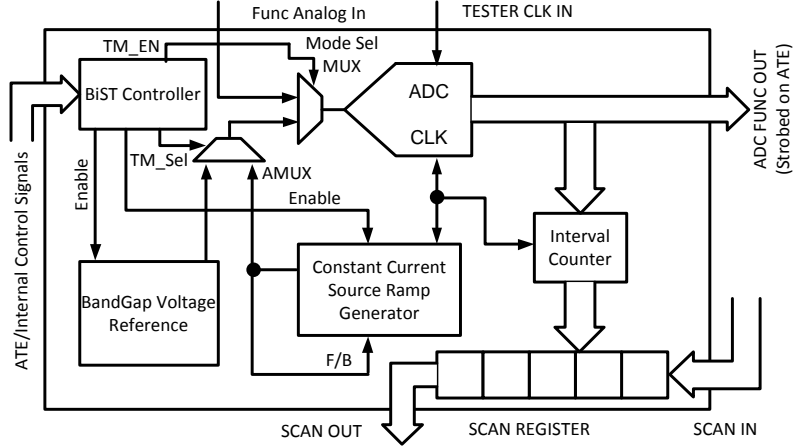 Func Analog In
TESTER CLK IN
TM_EN
Mode Sel
MUX
BiST Controller
ADC
CLK
ADC FUNC OUT
(Strobed on ATE)
TM_Sel
AMUX
Enable
Enable
ATE/Internal Control Signals
BandGap Voltage
Reference
Constant Current
Source Ramp
Generator
Interval
Counter
F/B
SCAN OUT
SCAN REGISTER
SCAN IN